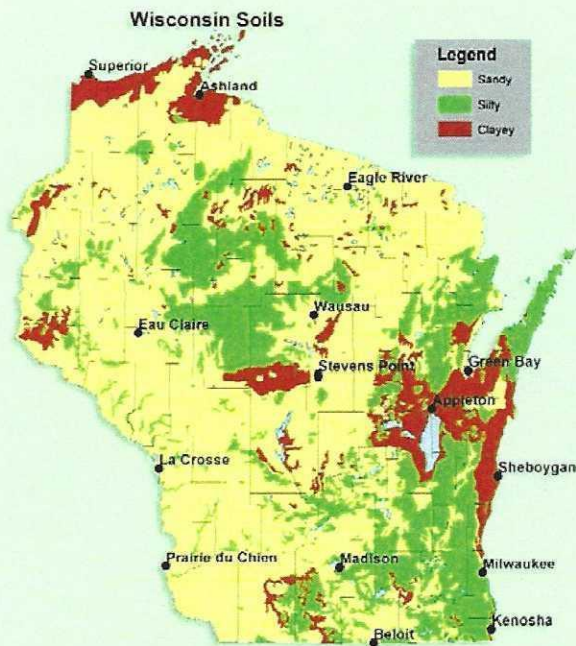 Wisconsin Soils
Legend
Sandy
Silty
Clayey
Superior
Ashland
Eagle River
Wausau
Eau Claire
Stevens Point
Green Bay
Appleton
La Crosse
Sheboygan
Prairie du Chien
Madison
Milwaukee
Kenosha
Beloit